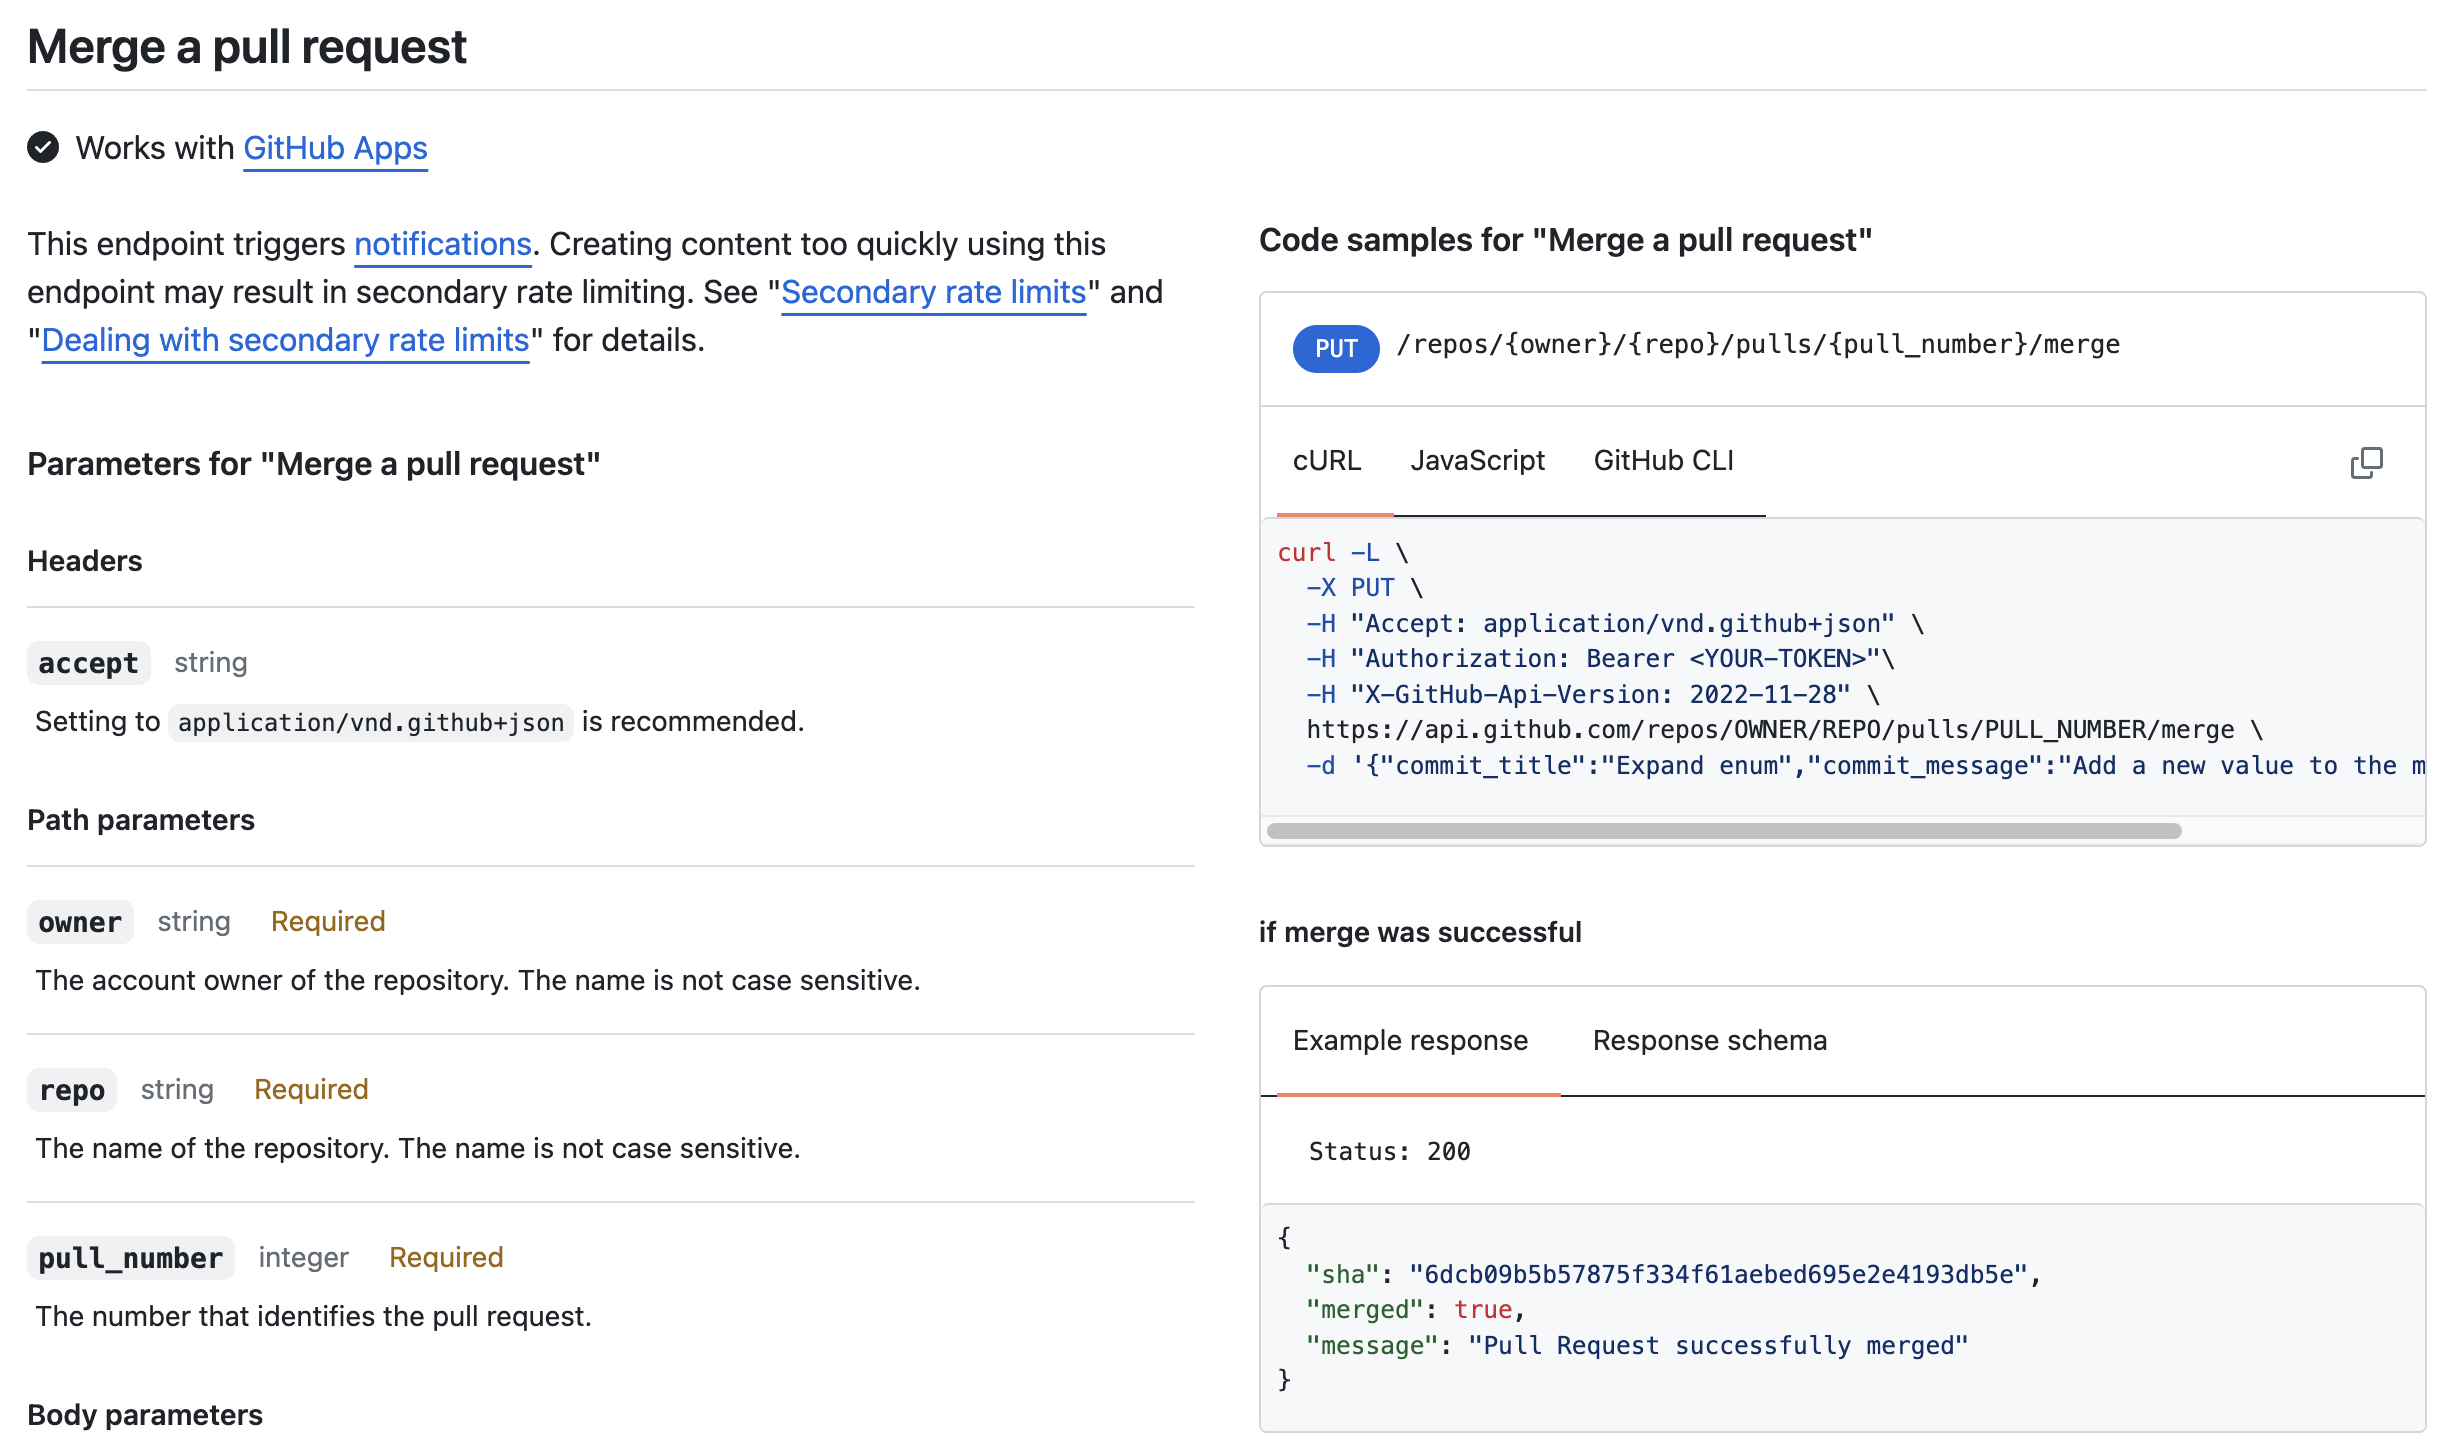 Merge a pull request
Works with GitHub Apps
This endpoint triggers notifications. Creating content too quickly using this
endpoint may result in secondary rate limiting. See "Secondary rate limits" and
"Dealing with secondary rate limits" for details.
Parameters for "Merge a pull request"
Headers
accept string
Setting to application/vnd.github+json is recommended.
Path parameters
owner string Required
The account owner of the repository. The name is not case sensitive.
repo string Required
The name of the repository. The name is not case sensitive.
pull_number integer Required
The number that identifies the pull request.
Body parameters
Code samples for "Merge a pull request"
PUT /repos/{owner}/{repo}/pulls/{pull_number}/merge
cURL JavaScript GitHub CLI
curl -L \
  -X PUT \
  -H "Accept: application/vnd.github+json" \
  -H "Authorization: Bearer <YOUR-TOKEN>"\
  -H "X-GitHub-Api-Version: 2022-11-28" \
  https://api.github.com/repos/OWNER/REPO/pulls/PULL_NUMBER/merge \
  -d '{"commit_title":"Expand enum","commit_message":"Add a new value to the m
if merge was successful
Example response Response schema
Status: 200
{
  "sha": "6dcb09b5b57875f334f61aebed695e2e4193db5e",
  "merged": true,
  "message": "Pull Request successfully merged"
}